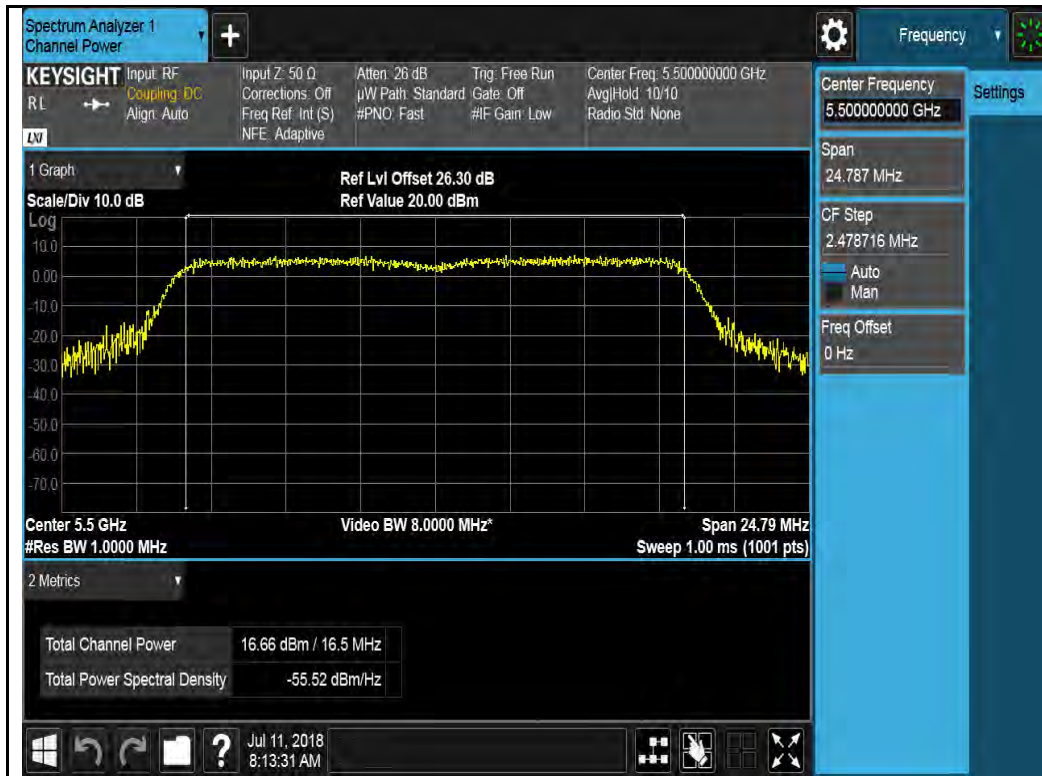 Spectrum Analyzer 1
Channel Power
Frequency
KEYSIGHT
RL
LXI
Input: RF
Coupling: DC
Align: Auto
Input Z: 50 Ω
Corrections: Off
Freq Ref: Int (S)
NFE: Adaptive
Atten: 26 dB
µW Path: Standard
#PNO: Fast
Trig: Free Run
Gate: Off
#IF Gain: Low
Center Freq: 5.500000000 GHz
Avg|Hold: 10/10
Radio Std: None
Center Frequency
5.500000000 GHz
Settings
Span
24.787 MHz
CF Step
2.478716 MHz
Auto
Man
Freq Offset
0 Hz
1 Graph
Scale/Div 10.0 dB
Ref Lvl Offset 26.30 dB
Ref Value 20.00 dBm
Log
10.0
0.00
-10.0
-20.0
-30.0
-40.0
-50.0
-60.0
-70.0
Center 5.5 GHz
#Res BW 1.0000 MHz
Video BW 8.0000 MHz*
Span 24.79 MHz
Sweep 1.00 ms (1001 pts)
2 Metrics
Total Channel Power 16.66 dBm / 16.5 MHz
Total Power Spectral Density -55.52 dBm/Hz
Jul 11, 2018
8:13:31 AM